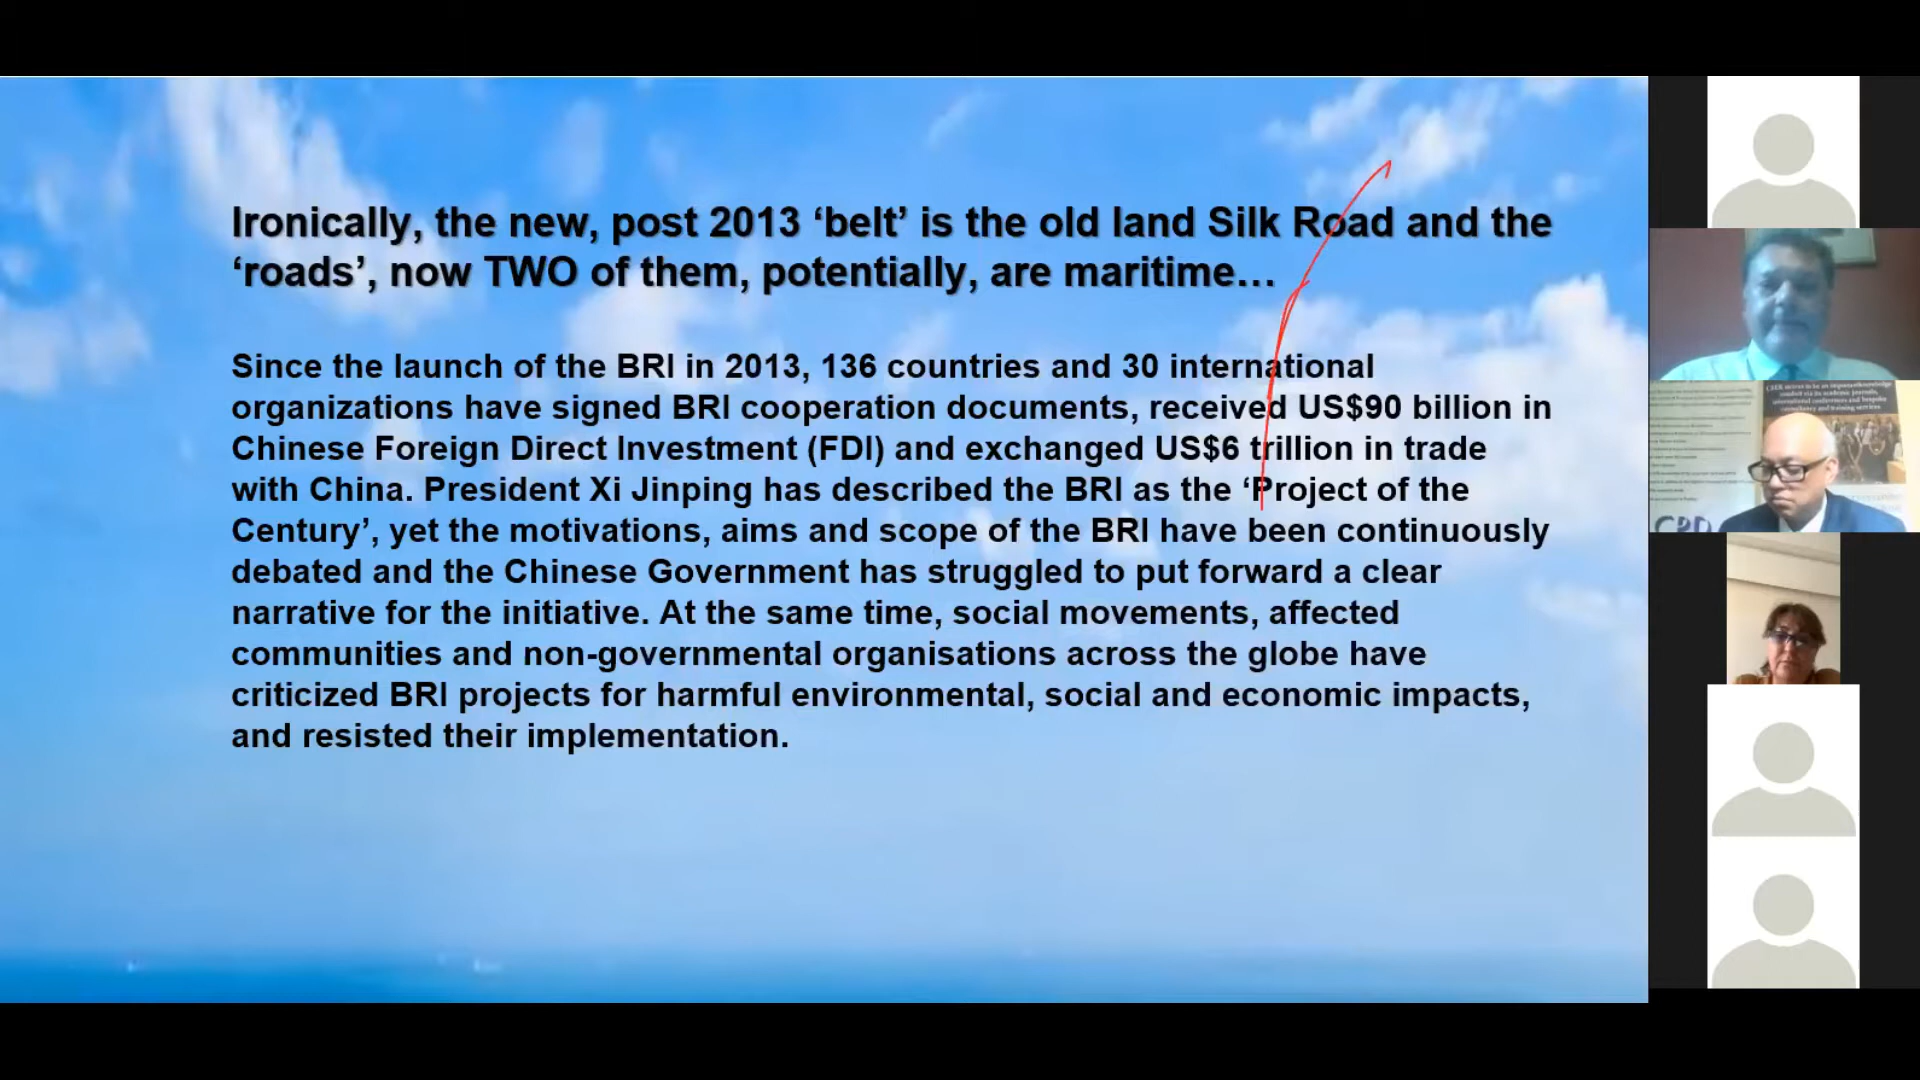 Ironically, the new, post 2013 ‘belt’ is the old land Silk Road and the
‘roads’, now TWO of them, potentially, are maritime…
Since the launch of the BRI in 2013, 136 countries and 30 international
organizations have signed BRI cooperation documents, received US$90 billion in
Chinese Foreign Direct Investment (FDI) and exchanged US$6 trillion in trade
with China. President Xi Jinping has described the BRI as the ‘Project of the
Century’, yet the motivations, aims and scope of the BRI have been continuously
debated and the Chinese Government has struggled to put forward a clear
narrative for the initiative. At the same time, social movements, affected
communities and non-governmental organisations across the globe have
criticized BRI projects for harmful environmental, social and economic impacts,
and resisted their implementation.